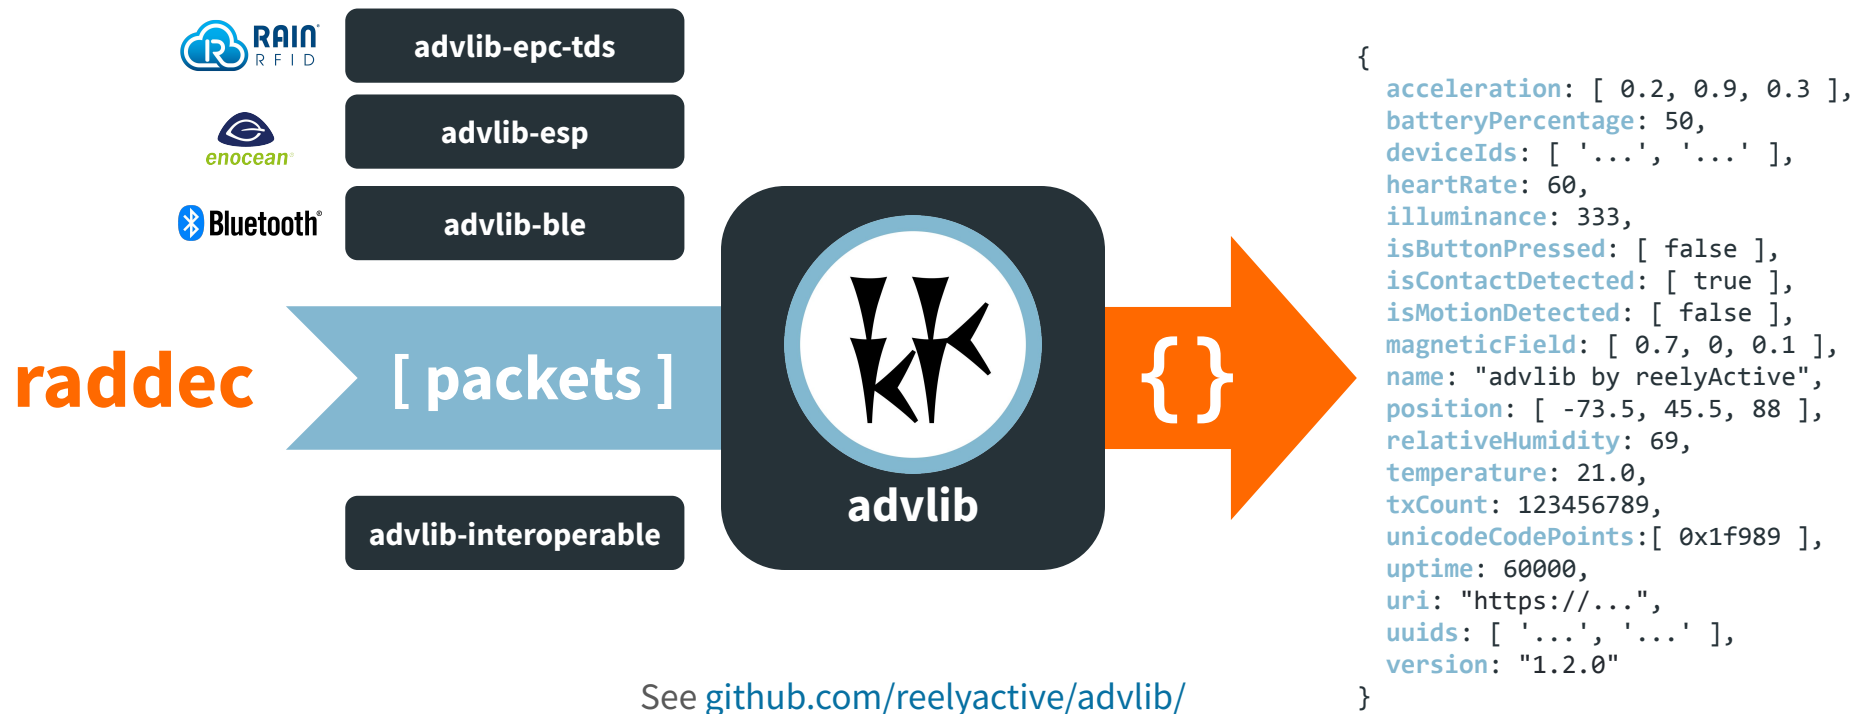 RAIN
RFID
advlib-epc-tds
enocean
advlib-esp
Bluetooth
advlib-ble
raddec
[ packets ]
{}
advlib
advlib-interoperable
{
acceleration: [ 0.2, 0.9, 0.3 ],
batteryPercentage: 50,
deviceIds: [ '...', '...' ],
heartRate: 60,
illuminance: 333,
isButtonPressed: [ false ],
isContactDetected: [ true ],
isMotionDetected: [ false ],
magneticField: [ 0.7, 0, 0.1 ],
name: "advlib by reelyActive",
position: [ -73.5, 45.5, 88 ],
relativeHumidity: 69,
temperature: 21.0,
txCount: 123456789,
unicodeCodePoints:[ 0x1f989 ],
uptime: 60000,
uri: "https://...",
uuids: [ '...', '...' ],
version: "1.2.0"
}
See github.com/reelyactive/advlib/